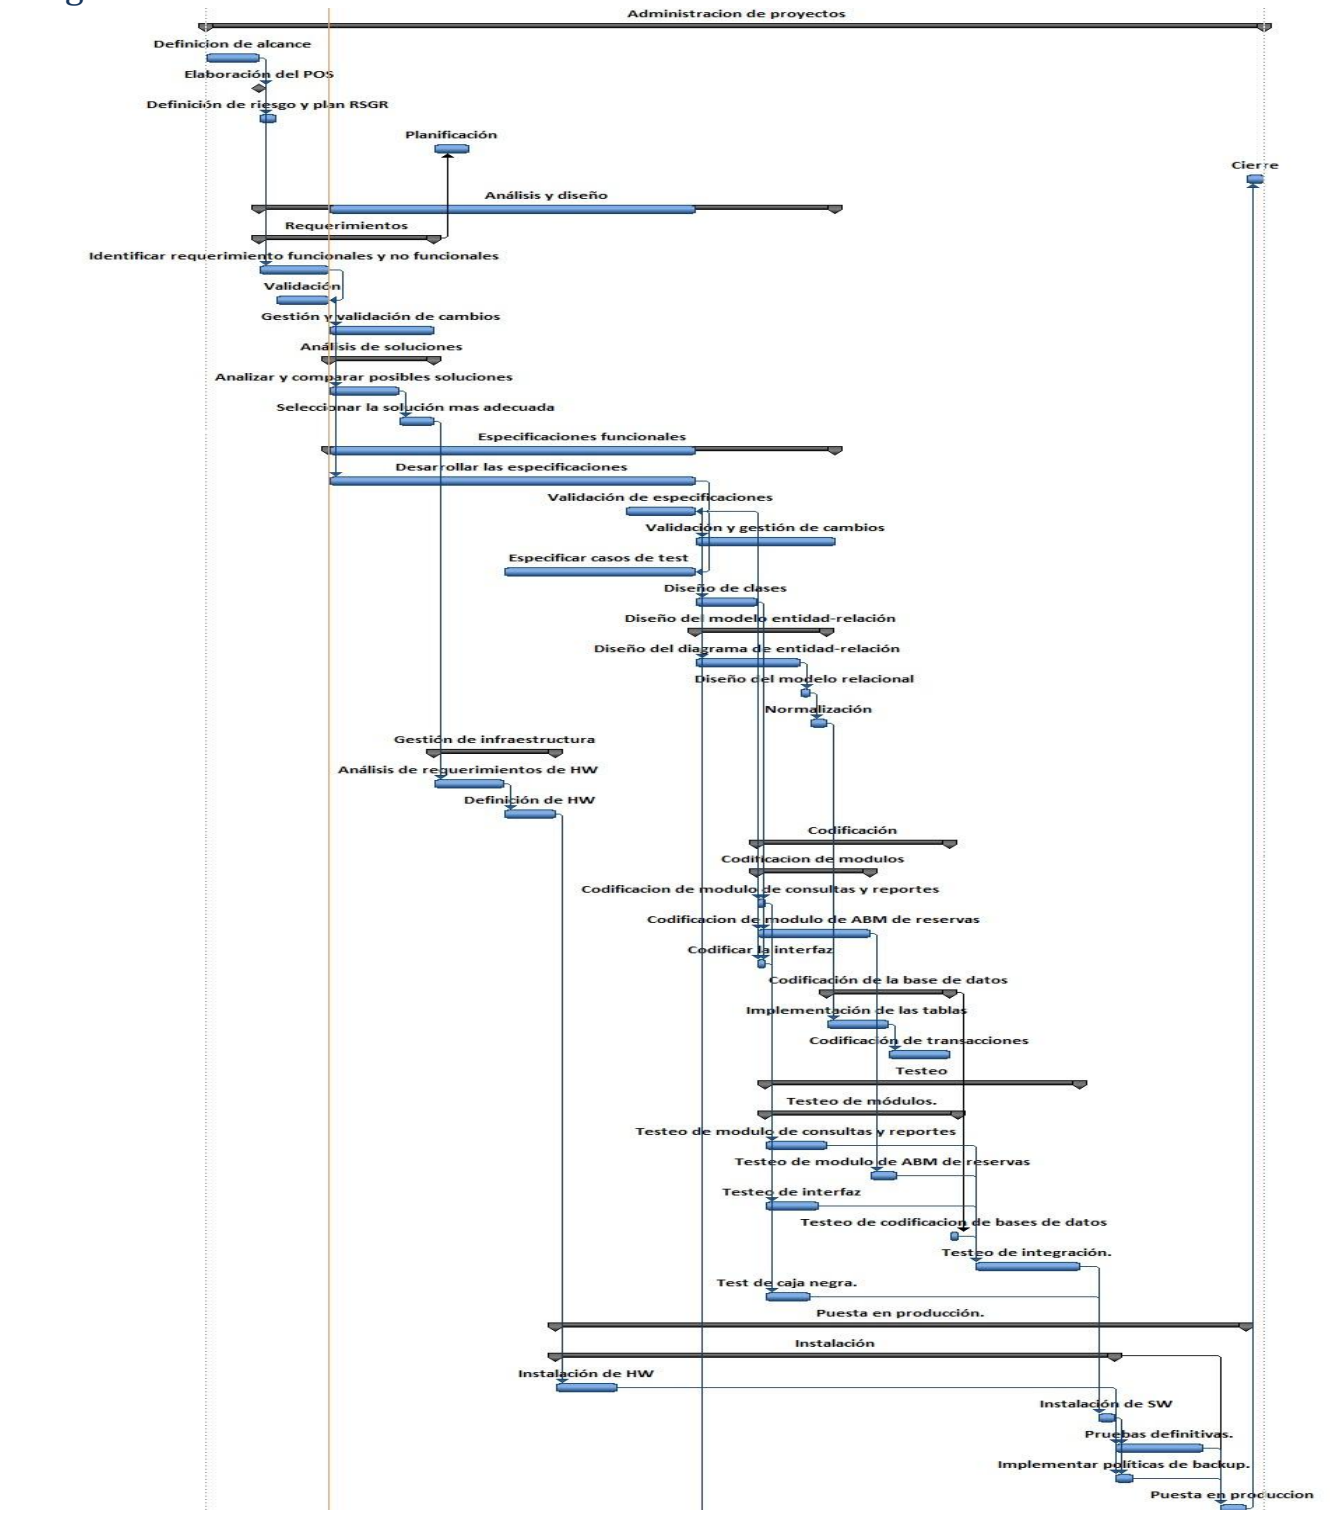 Administracion de proyectos
Definicion de alcance
Elaboración del POS
Definición de riesgo y plan RSGR
Planificación
Cierre
Análisis y diseño
Requerimientos
Identificar requerimiento funcionales y no funcionales
Validación
Gestión y validación de cambios
Análisis de soluciones
Analizar y comparar posibles soluciones
Seleccionar la solución mas adecuada
Especificaciones funcionales
Desarrollar las especificaciones
Validación de especificaciones
Validación y gestión de cambios
Especificar casos de test
Diseño de clases
Diseño del modelo entidad-relación
Diseño del diagrama de entidad-relación
Diseño del modelo relacional
Normalización
Gestión de infraestructura
Análisis de requerimientos de HW
Definición de HW
Codificación
Codificacion de modulos
Codificacion de modulo de consultas y reportes
Codificacion de modulo de ABM de reservas
Codificar la interfaz
Codificación de la base de datos
Implementación de las tablas
Codificación de transacciones
Testeo
Testeo de módulos.
Testeo de modulo de consultas y reportes
Testeo de modulo de ABM de reservas
Testeo de interfaz
Testeo de codificacion de bases de datos
Testeo de integración.
Test de caja negra.
Puesta en producción.
Instalación
Instalación de HW
Instalación de SW
Pruebas definitivas.
Implementar políticas de backup.
Puesta en produccion